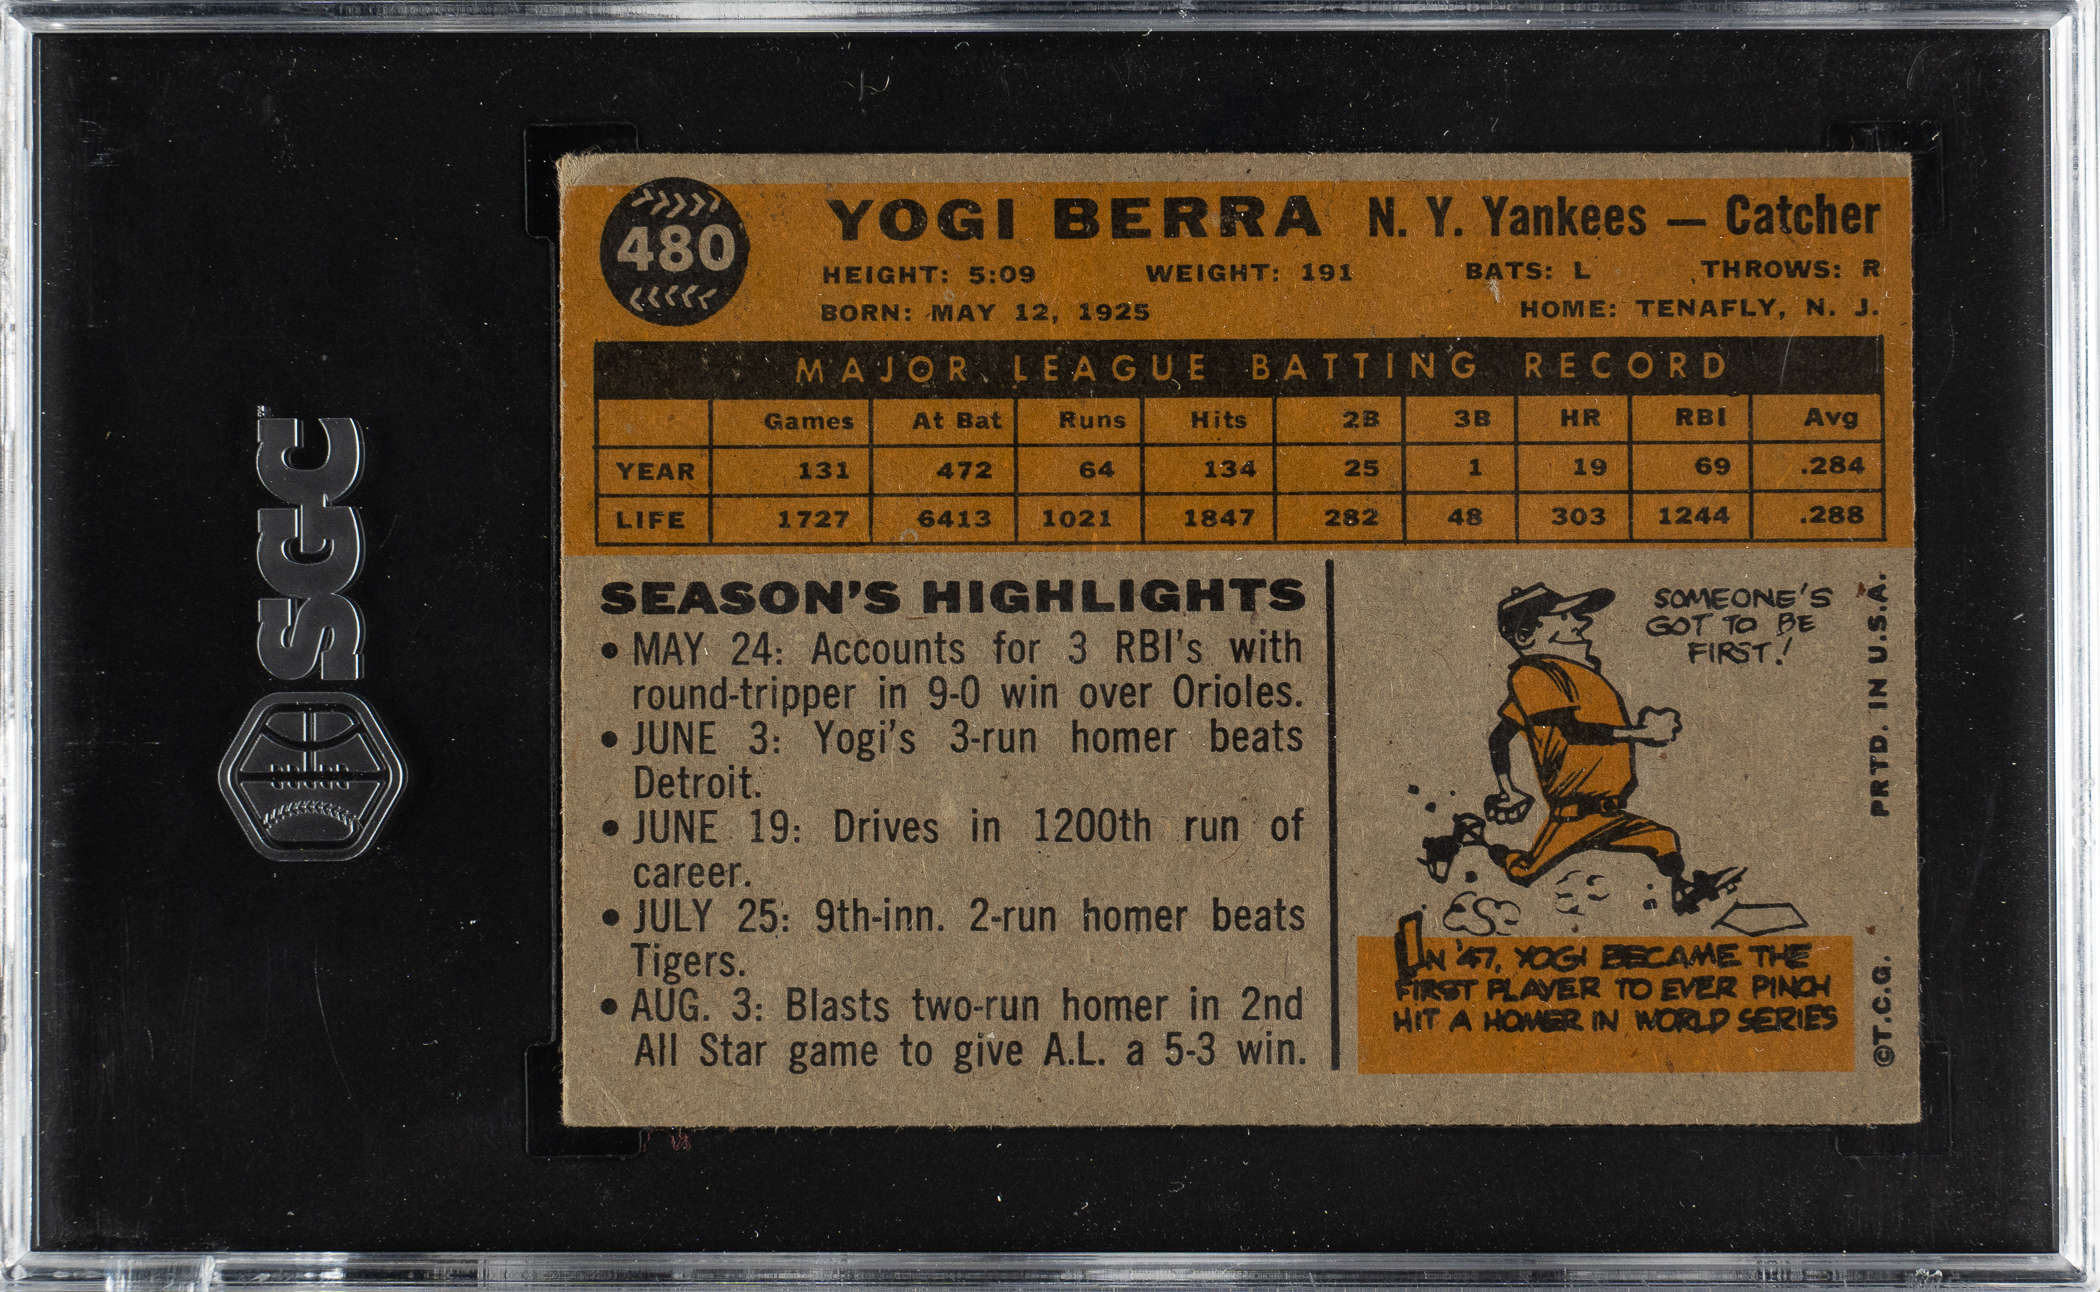 SGC
480
YOGI BERRA N. Y. Yankees — Catcher
HEIGHT: 5:09 WEIGHT: 191 BATS: L THROWS: R
BORN: MAY 12, 1925 HOME: TENAFLY, N. J.
MAJOR LEAGUE BATTING RECORD
Games At Bat Runs Hits 2B 3B HR RBI Avg
YEAR 131 472 64 134 25 1 19 69 .284
LIFE 1727 6413 1021 1847 282 48 303 1244 .288
SEASON'S HIGHLIGHTS
• MAY 24: Accounts for 3 RBI's with
round-tripper in 9-0 win over Orioles.
• JUNE 3: Yogi's 3-run homer beats
Detroit.
• JUNE 19: Drives in 1200th run of
career.
• JULY 25: 9th-inn. 2-run homer beats
Tigers.
• AUG. 3: Blasts two-run homer in 2nd
All Star game to give A.L. a 5-3 win.
SOMEONE'S
GOT TO BE
FIRST!
IN '47, YOGI BECAME THE
FIRST PLAYER TO EVER PINCH
HIT A HOMER IN WORLD SERIES
©T.C.G. PRTD. IN U.S.A.